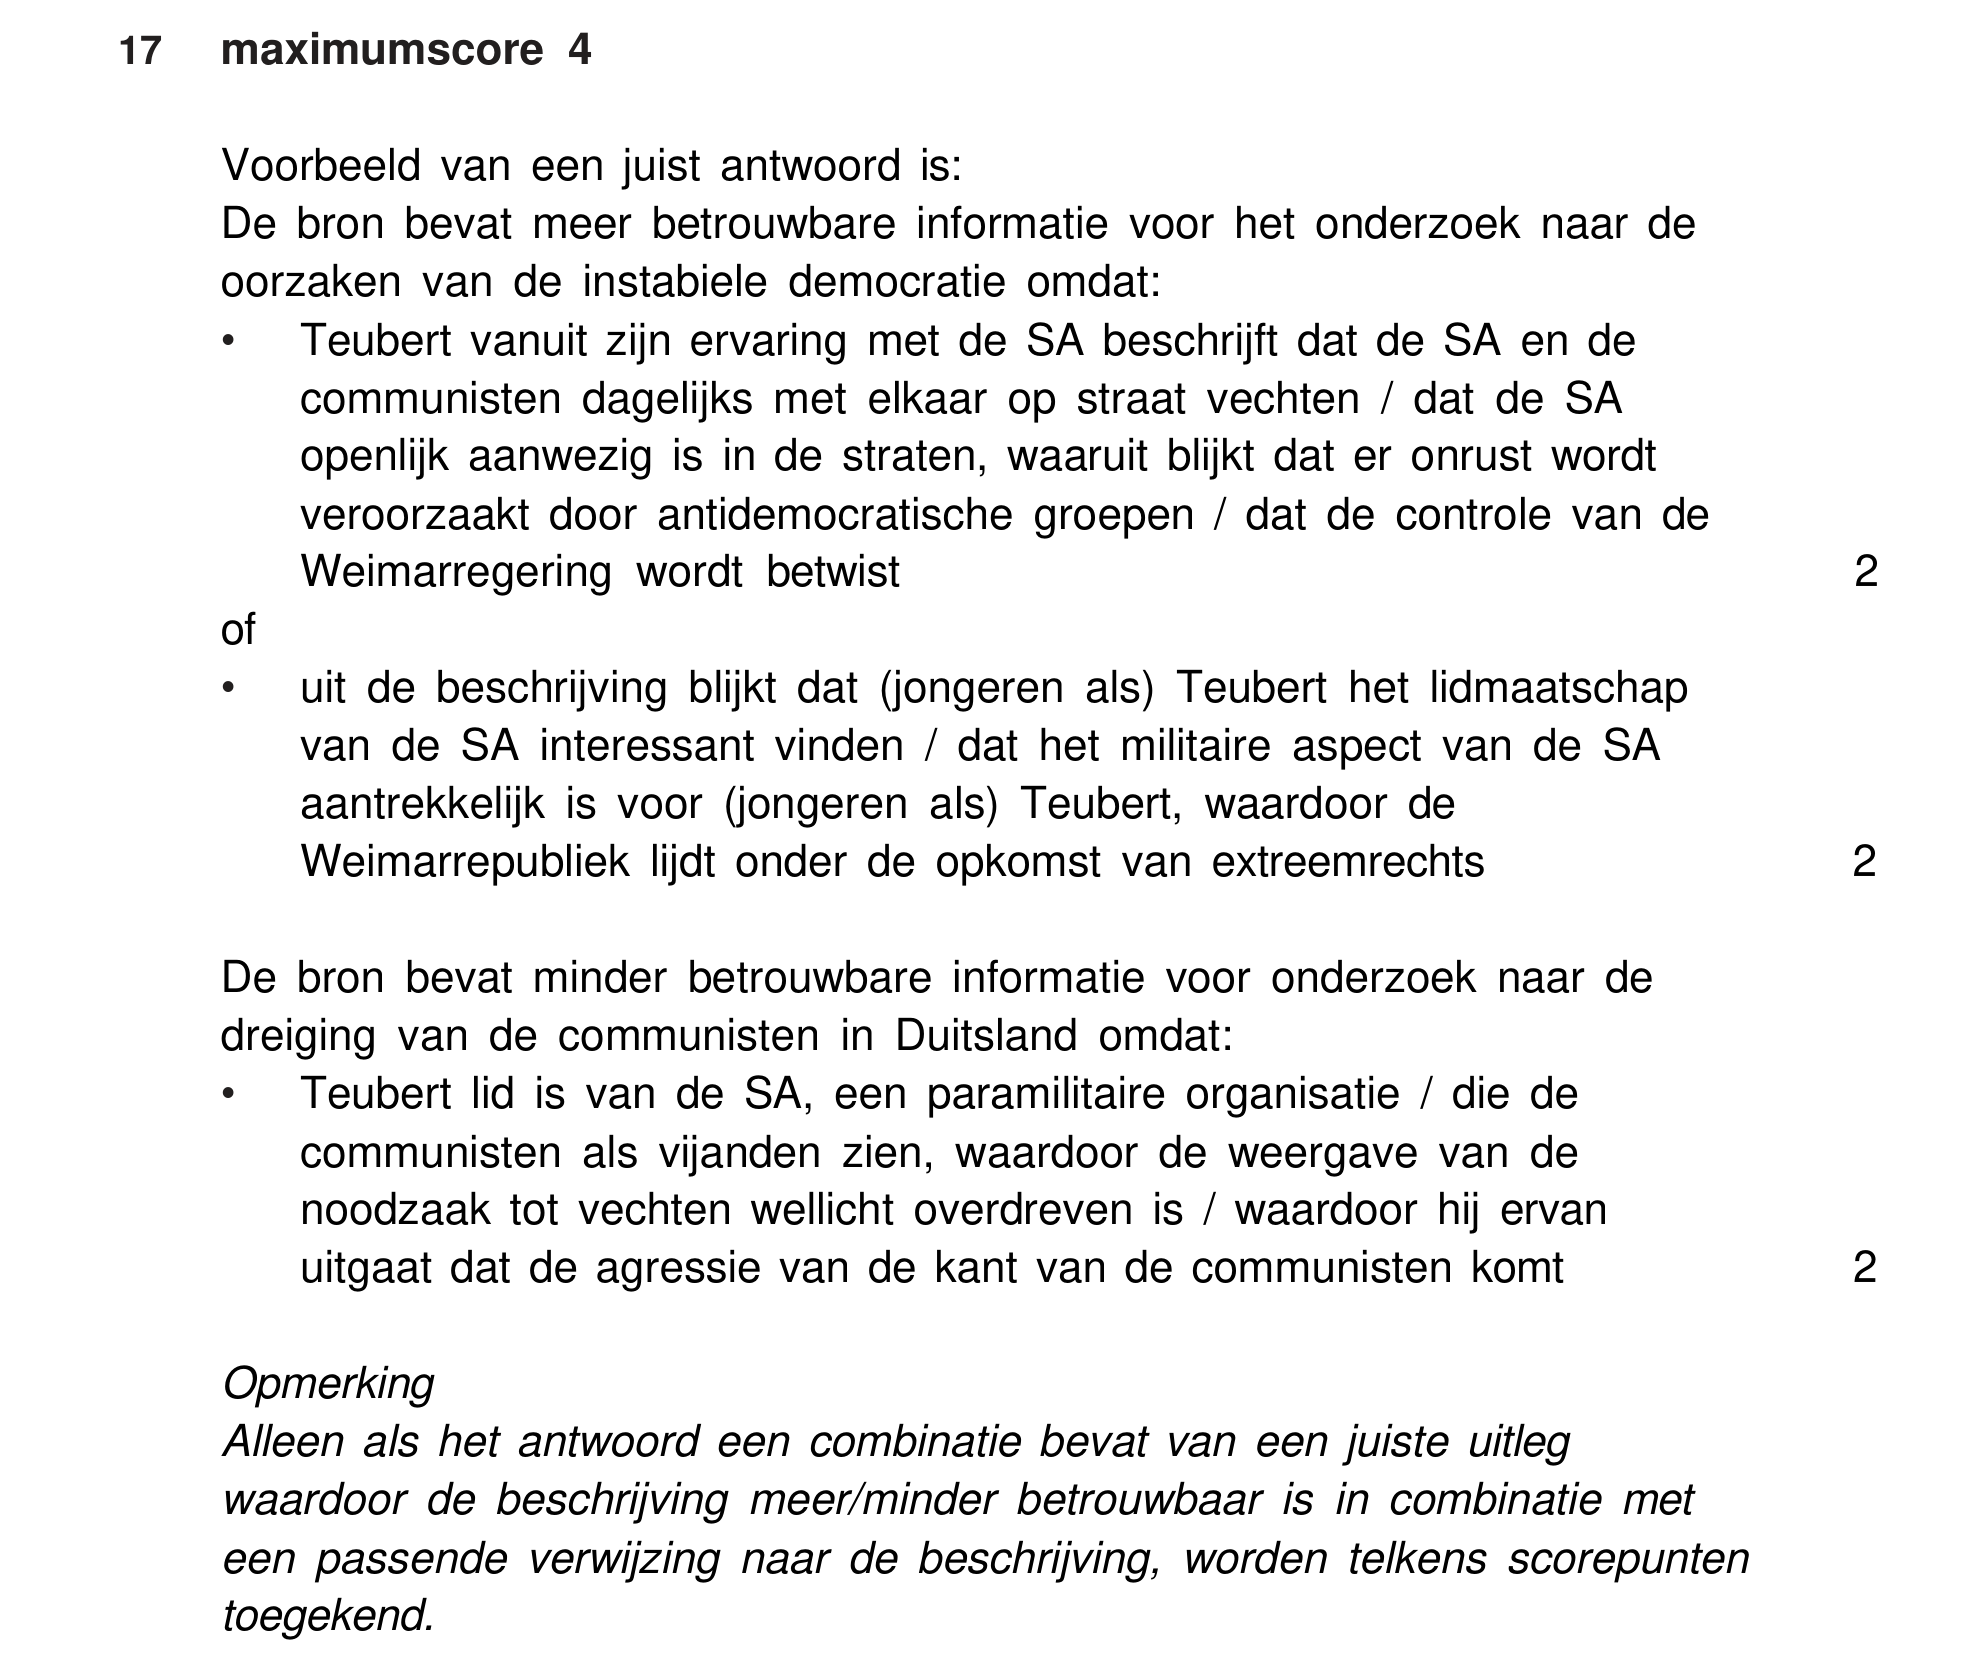 17 maximumscore 4
Voorbeeld van een juist antwoord is:
De bron bevat meer betrouwbare informatie voor het onderzoek naar de
oorzaken van de instabiele democratie omdat:
• Teubert vanuit zijn ervaring met de SA beschrijft dat de SA en de
communisten dagelijks met elkaar op straat vechten / dat de SA
openlijk aanwezig is in de straten, waaruit blijkt dat er onrust wordt
veroorzaakt door antidemocratische groepen / dat de controle van de
Weimarregering wordt betwist 2
of
• uit de beschrijving blijkt dat (jongeren als) Teubert het lidmaatschap
van de SA interessant vinden / dat het militaire aspect van de SA
aantrekkelijk is voor (jongeren als) Teubert, waardoor de
Weimarrepubliek lijdt onder de opkomst van extreemrechts 2
De bron bevat minder betrouwbare informatie voor onderzoek naar de
dreiging van de communisten in Duitsland omdat:
• Teubert lid is van de SA, een paramilitaire organisatie / die de
communisten als vijanden zien, waardoor de weergave van de
noodzaak tot vechten wellicht overdreven is / waardoor hij ervan
uitgaat dat de agressie van de kant van de communisten komt 2
Opmerking
Alleen als het antwoord een combinatie bevat van een juiste uitleg
waardoor de beschrijving meer/minder betrouwbaar is in combinatie met
een passende verwijzing naar de beschrijving, worden telkens scorepunten
toegekend.